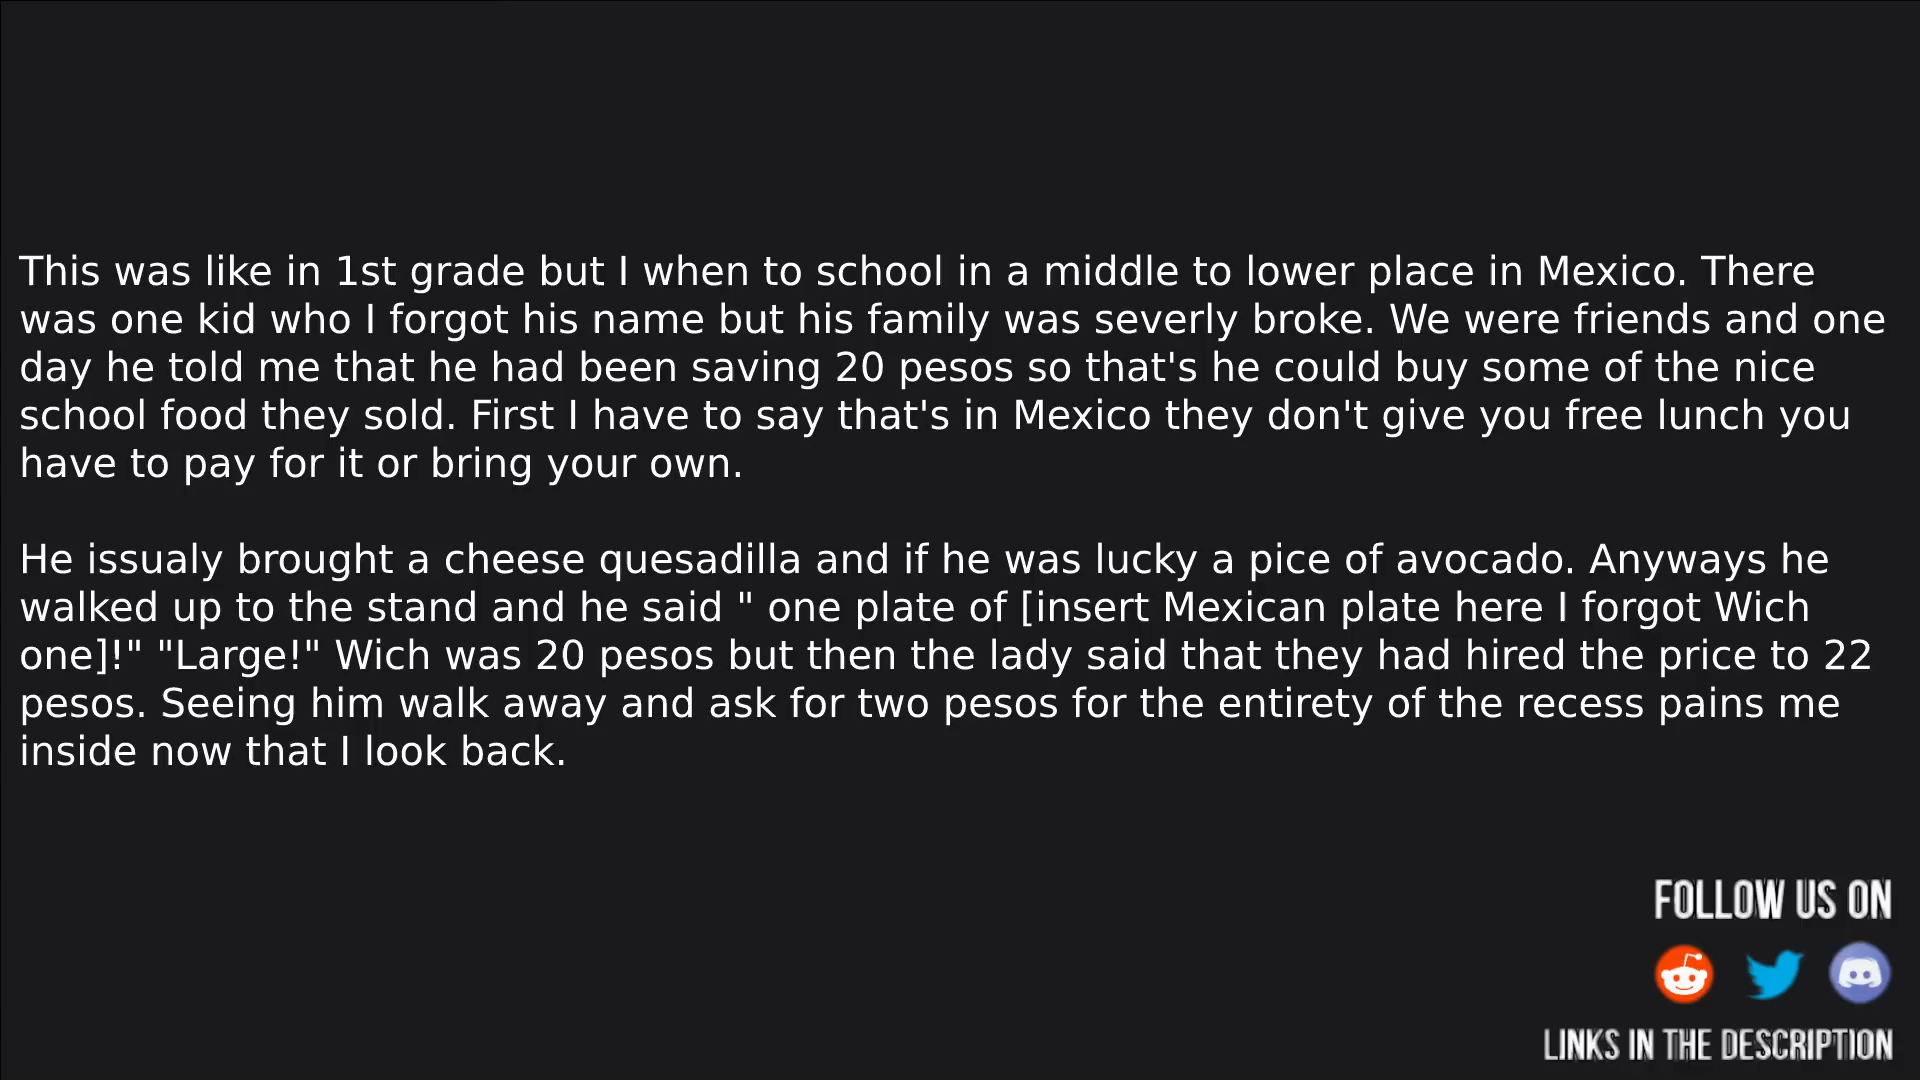 This was like in 1st grade but I when to school in a middle to lower place in Mexico. There
was one kid who I forgot his name but his family was severly broke. We were friends and one
day he told me that he had been saving 20 pesos so that's he could buy some of the nice
school food they sold. First I have to say that's in Mexico they don't give you free lunch you
have to pay for it or bring your own.
He issualy brought a cheese quesadilla and if he was lucky a pice of avocado. Anyways he
walked up to the stand and he said " one plate of [insert Mexican plate here I forgot Wich
one]!" "Large!" Wich was 20 pesos but then the lady said that they had hired the price to 22
pesos. Seeing him walk away and ask for two pesos for the entirety of the recess pains me
inside now that I look back.
FOLLOW US ON
LINKS IN THE DESCRIPTION